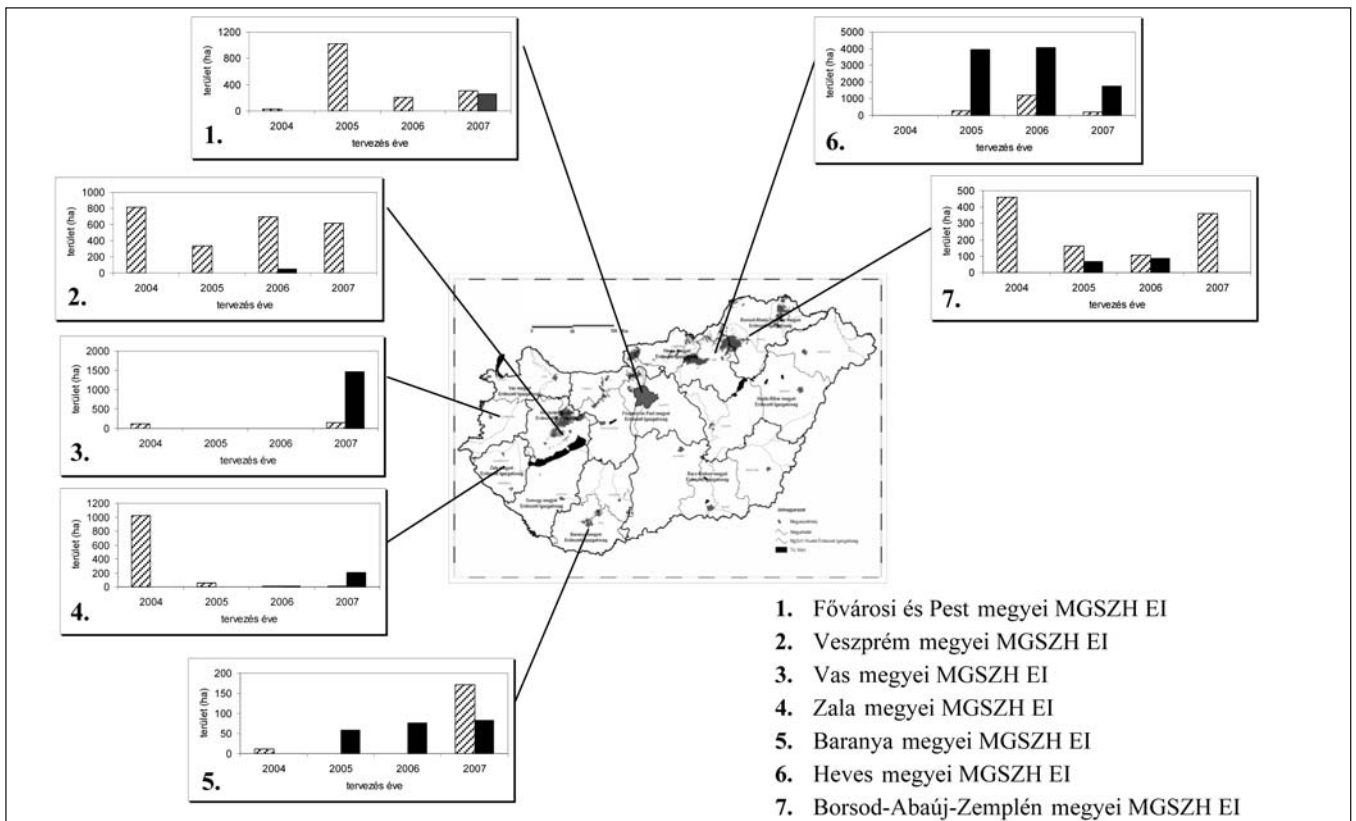 1200
800
400
0
terület (ha)
2004 2005 2006 2007
tervezés éve
1.
1000
800
600
400
200
0
terület (ha)
2004 2005 2006 2007
tervezés éve
2.
2000
1500
1000
500
0
terület (ha)
2004 2005 2006 2007
tervezés éve
3.
1200
1000
800
600
400
200
0
terület (ha)
2004 2005 2006 2007
tervezés éve
4.
200
150
100
50
0
terület (ha)
2004 2005 2006 2007
tervezés éve
5.
5000
4000
3000
2000
1000
0
terület (ha)
2004 2005 2006 2007
tervezés éve
6.
500
400
300
200
100
0
terület (ha)
2004 2005 2006 2007
tervezés éve
7.
1. Fővárosi és Pest megyei MGSZH EI
2. Veszprém megyei MGSZH EI
3. Vas megyei MGSZH EI
4. Zala megyei MGSZH EI
5. Baranya megyei MGSZH EI
6. Heves megyei MGSZH EI
7. Borsod-Abaúj-Zemplén megyei MGSZH EI